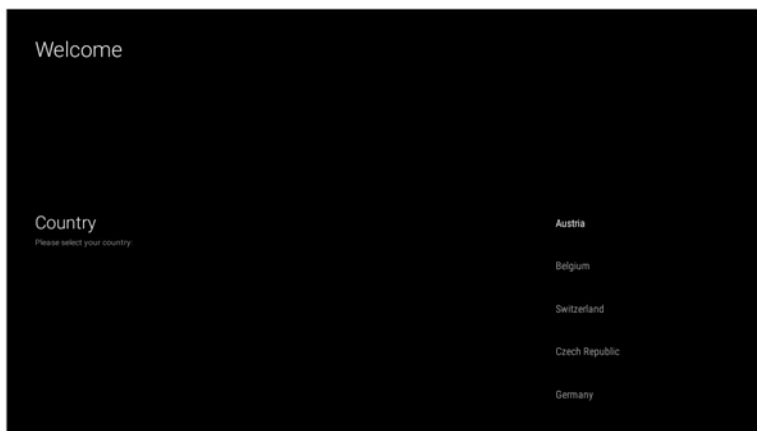 Welcome
Country
Please select your country:
Austria
Belgium
Switzerland
Czech Republic
Germany